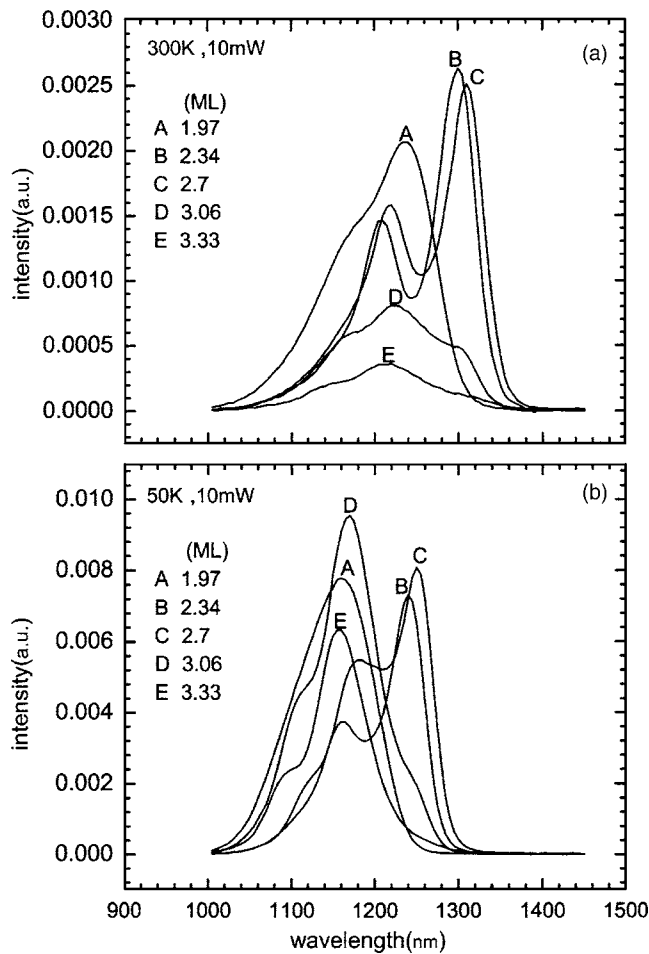 0.0030
300K ,10mW
(a)
B
C
0.0025
(ML)
A 1.97
A
B 2.34
0.0020
C 2.7
D 3.06
0.0015
E 3.33
intensity(a.u.)
0.0010
D
0.0005
E
0.0000
50K ,10mW
(b)
0.010
D
(ML)
A 1.97
A
C
B 2.34
B
0.008
C 2.7
E
D 3.06
0.006
E 3.33
intensity(a.u.)
0.004
0.002
0.000
900 1000 1100 1200 1300 1400 1500
wavelength(nm)